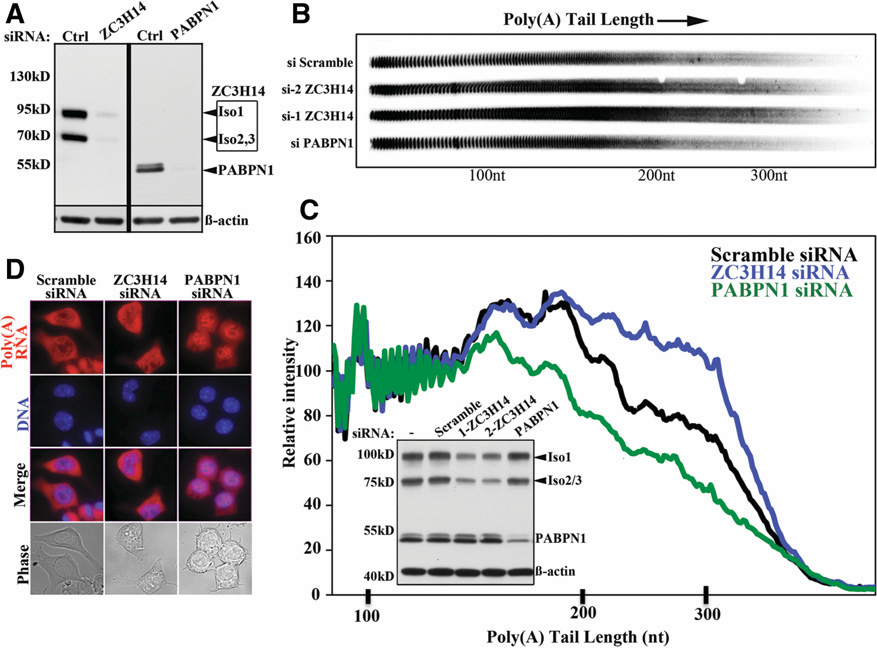 A
siRNA: Ctrl ZC3H14 Ctrl PABPN1
130kD
95kD
70kD
55kD
ZC3H14
Iso1
Iso2,3
PABPN1
ß-actin
B
Poly(A) Tail Length
si Scramble
si-2 ZC3H14
si-1 ZC3H14
si PABPN1
100nt 200nt 300nt
C
Scramble siRNA
ZC3H14 siRNA
PABPN1 siRNA
Relative intensity
160
140
120
100
80
60
40
20
0
100 200 300
Poly(A) Tail Length (nt)
siRNA: - Scramble 1-ZC3H14 2-ZC3H14 PABPN1
100kD
75kD
55kD
40kD
Iso1
Iso2/3
PABPN1
ß-actin
D
Scramble siRNA
ZC3H14 siRNA
PABPN1 siRNA
Poly(A) RNA
DNA
Merge
Phase